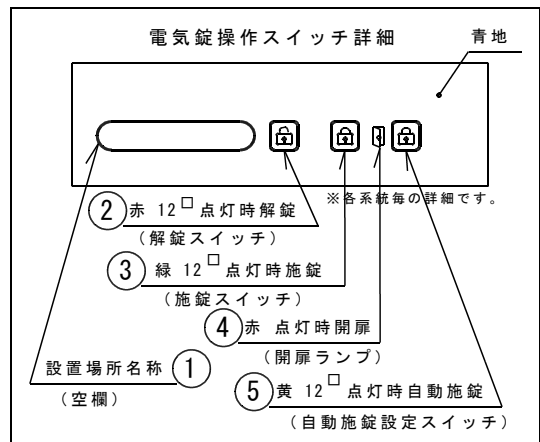 電気錠操作スイッチ詳細
青地
※各系統毎の詳細です。
② 赤 12□点灯時解錠
(解錠スイッチ)
③ 緑 12□点灯時施錠
(施錠スイッチ)
④ 赤 点灯時開扉
(開扉ランプ)
設置場所名称 ①
(空欄)
⑤ 黄 12□点灯時自動施錠
(自動施錠設定スイッチ)